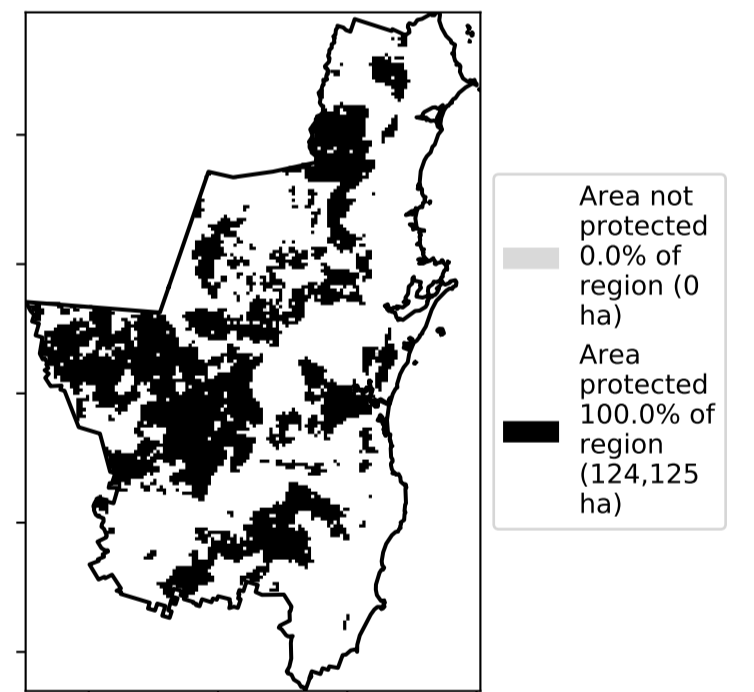 Area not
protected
0.0% of
region (0
ha)
Area
protected
100.0% of
region
(124,125
ha)